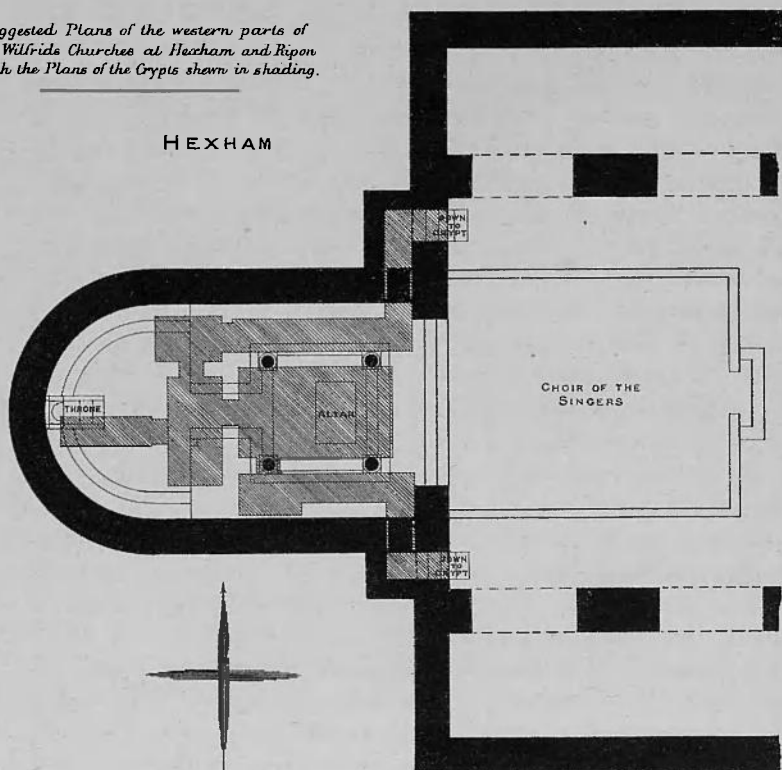 ggested Plans of the western parts of
Wilfrids Churches at Hexham and Ripon
h the Plans of the Crypts shewn in shading.
HEXHAM
DOWN
TO
CRYPT
CHOIR OF THE
SINGERS
ALTAR
THRONE
DOWN
TO
CRYPT